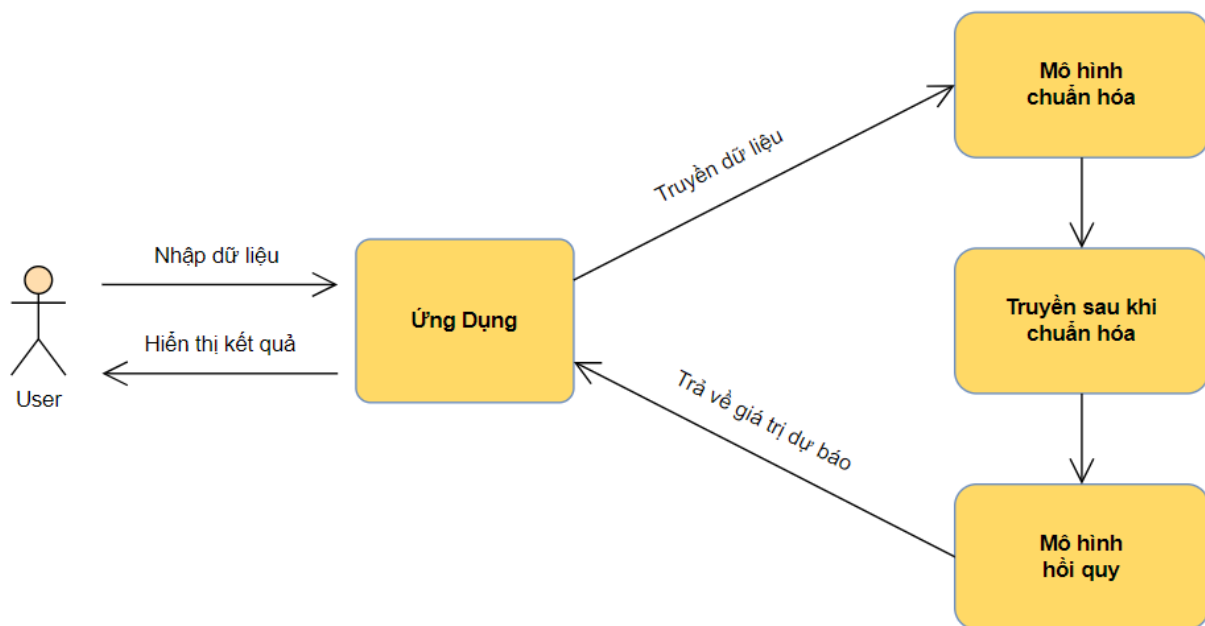 Mô hình
chuẩn hóa
Truyền dữ liệu
Nhập dữ liệu
Ứng Dụng
Truyền sau khi
chuẩn hóa
Hiển thị kết quả
User
Trả về giá trị dự báo
Mô hình
hồi quy